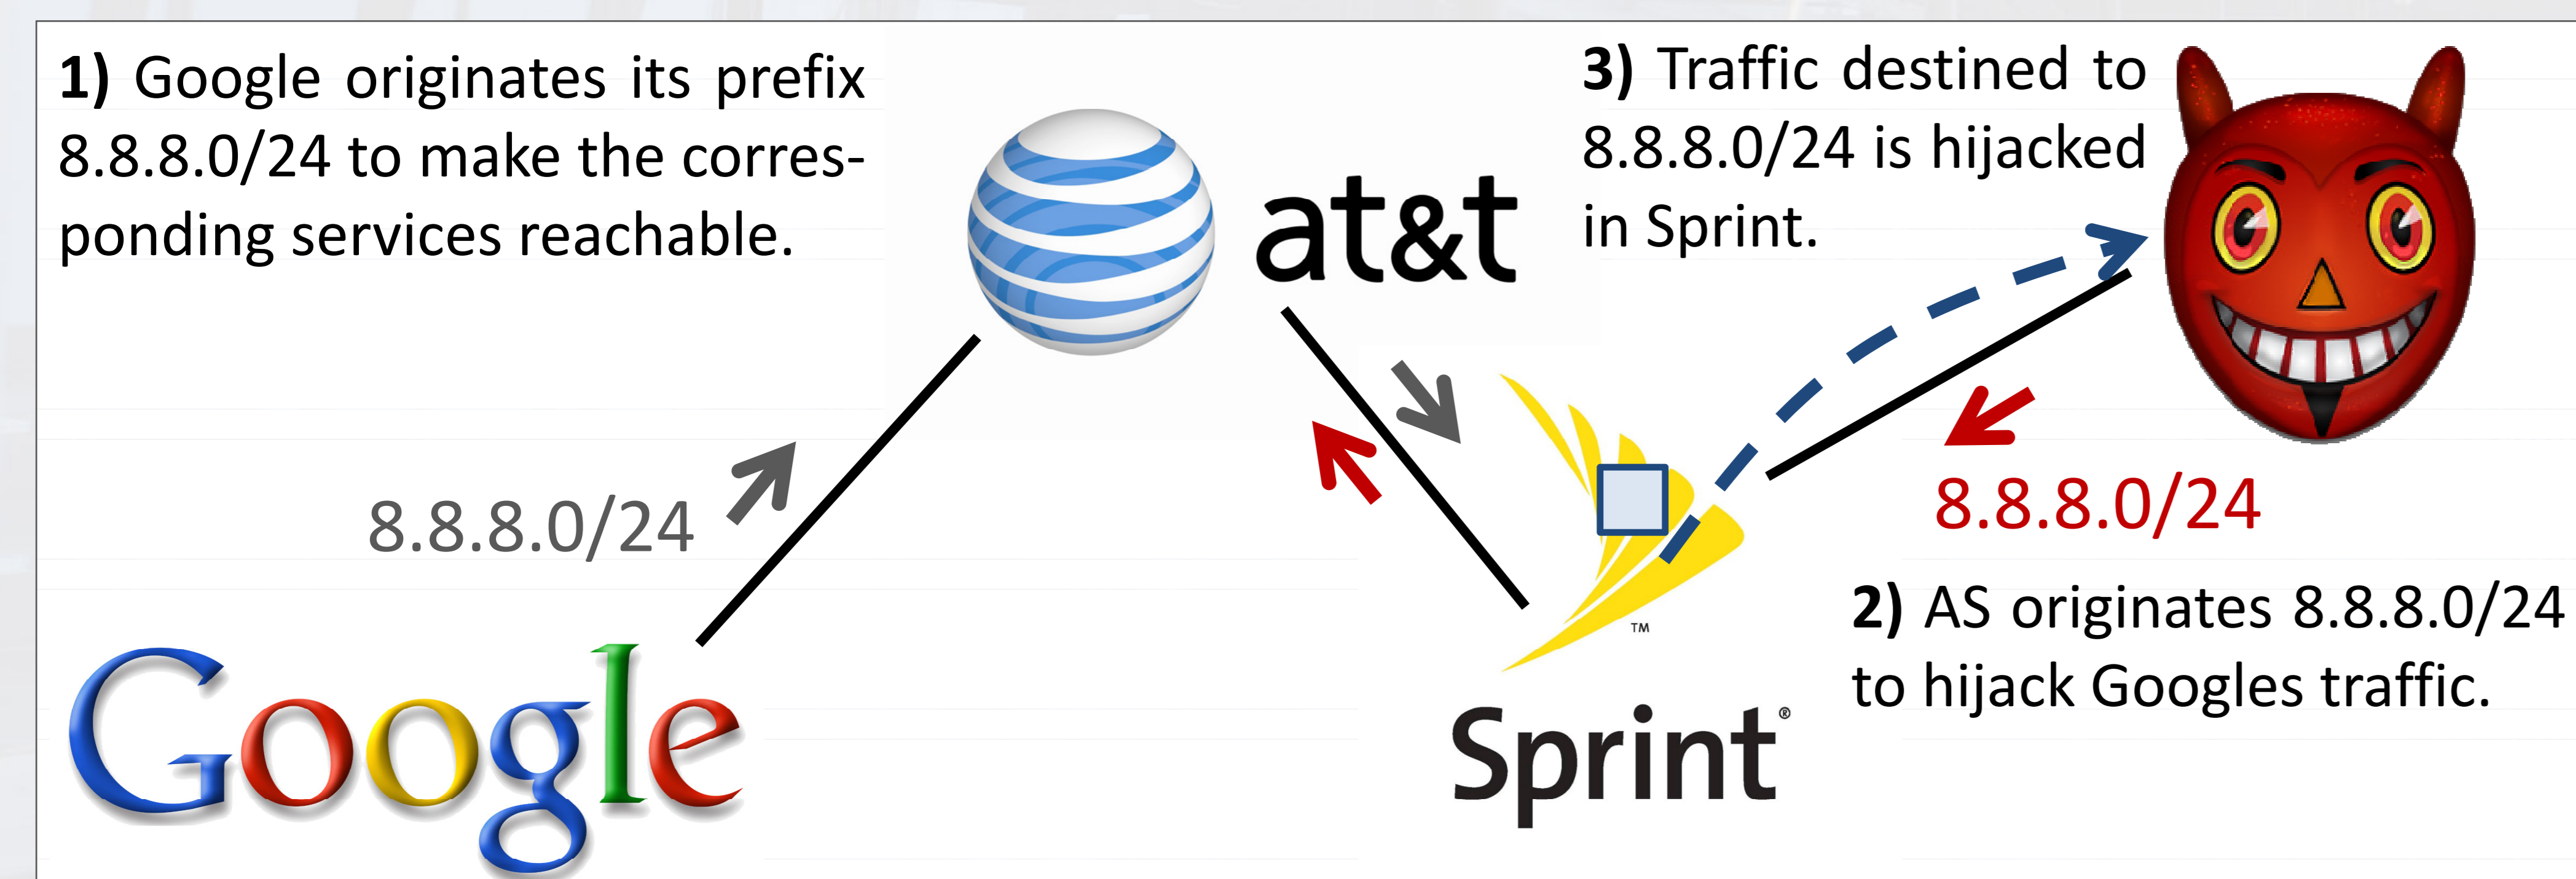 1) Google originates its prefix
8.8.8.0/24 to make the corres-
ponding services reachable.
at&t
3) Traffic destined to
8.8.8.0/24 is hijacked
in Sprint.
8.8.8.0/24
8.8.8.0/24
2) AS originates 8.8.8.0/24
to hijack Googles traffic.
TM
Sprint®
Google